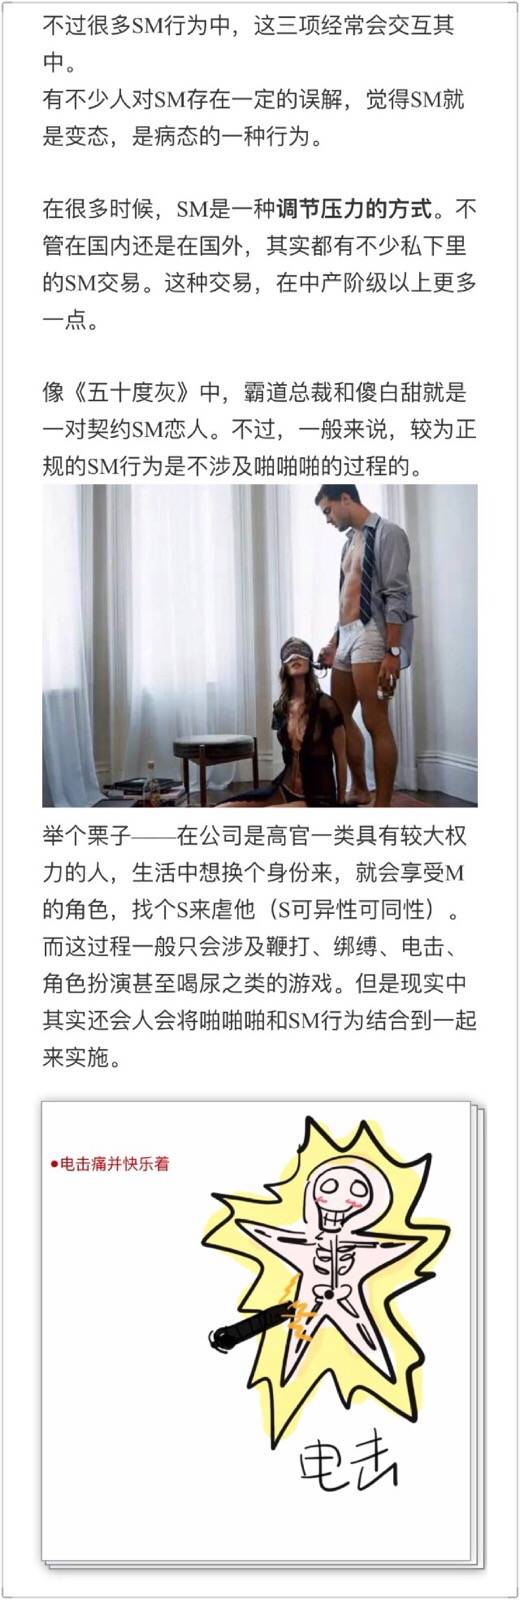 不过很多SM行为中，这三项经常会交互其
中。
有不少人对SM存在一定的误解，觉得SM就
是变态，是病态的一种行为。
在很多时候，SM是一种调节压力的方式。不
管在国内还是在国外，其实都有不少私下里
的SM交易。这种交易，在中产阶级以上更多
一点。
像《五十度灰》中，霸道总裁和傻白甜就是
一对契约SM恋人。不过，一般来说，较为正
规的SM行为是不涉及啪啪啪的过程的。
举个栗子——在公司是高官一类具有较大权
力的人，生活中想换个身份来，就会享受M
的角色，找个S来虐他（S可异性可同性）。
而这过程一般只会涉及鞭打、绑缚、电击、
角色扮演甚至喝尿之类的游戏。但是现实中
其实还会人会将啪啪啪和SM行为结合到一起
来实施。
●电击痛并快乐着
电击